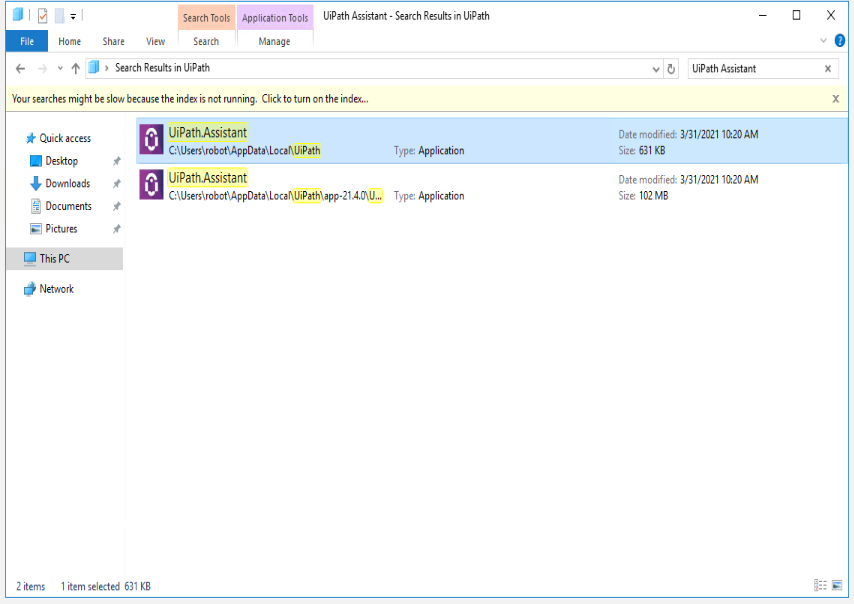 Search Tools Application Tools UiPath Assistant - Search Results in UiPath
File Home Share View Search Manage
Search Results in UiPath UiPath Assistant
Your searches might be slow because the index is not running. Click to turn on the index...
Quick access
Desktop
Downloads
Documents
Pictures
This PC
Network
UiPath.Assistant
C:\Users\robot\AppData\Local\UiPath
Type: Application
Date modified: 3/31/2021 10:20 AM
Size: 631 KB
UiPath.Assistant
C:\Users\robot\AppData\Local\UiPath\app-21.4.0\U...
Type: Application
Date modified: 3/31/2021 10:20 AM
Size: 102 MB
2 items 1 item selected 631 KB